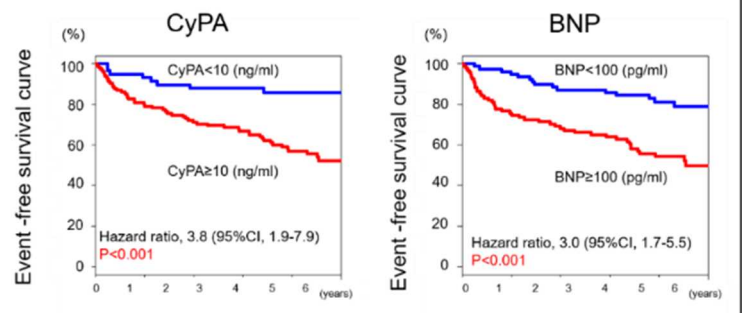 CyPA
(%)
Event -free survival curve
100
80
60
40
20
0
CyPA<10 (ng/ml)
CyPA≥10 (ng/ml)
Hazard ratio, 3.8 (95%CI, 1.9-7.9)
P<0.001
0 1 2 3 4 5 6 (years)
BNP
(%)
Event -free survival curve
100
80
60
40
20
0
BNP<100 (pg/ml)
BNP≥100 (pg/ml)
Hazard ratio, 3.0 (95%CI, 1.7-5.5)
P<0.001
0 1 2 3 4 5 6 (years)